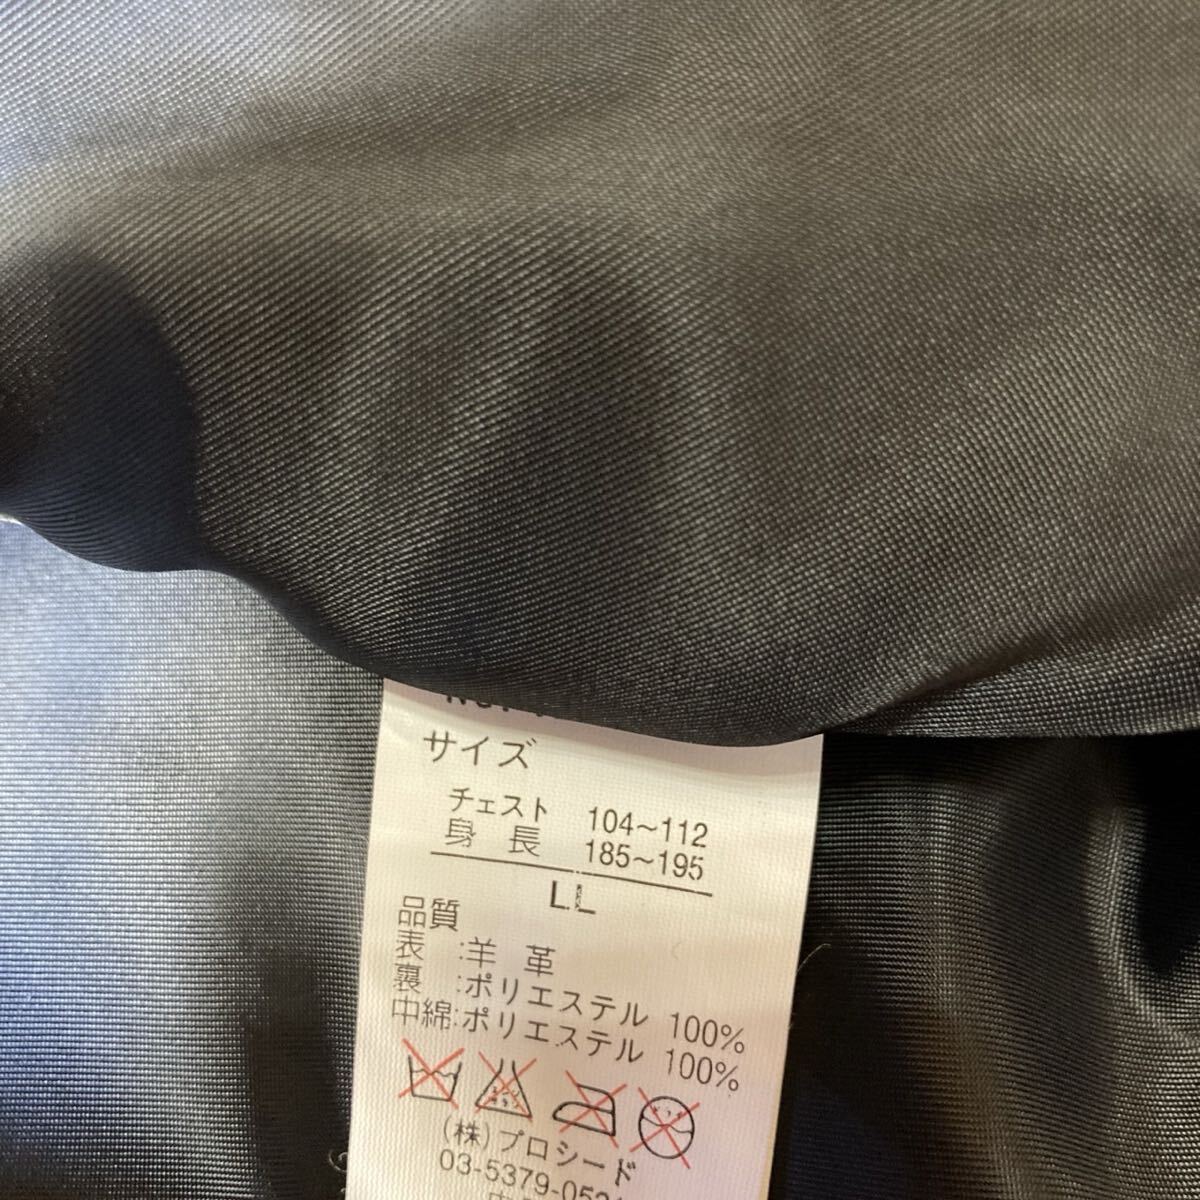 サイズ
チェスト 104~112
身長 185~195
LL
品質
表 :羊 革
裏 :ポリエステル 100%
中綿:ポリエステル 100%
(株)プロシード